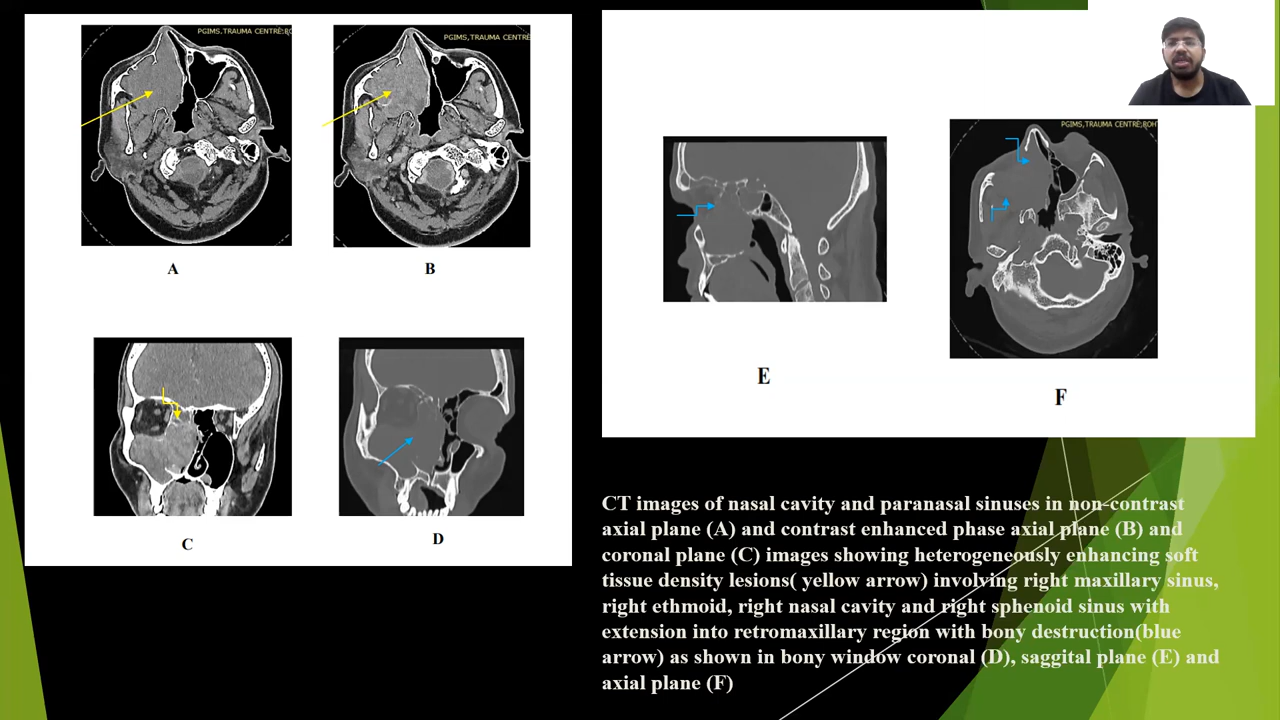 PGIMS,TRAUMA CENTRE,ROH
PGIMS,TRAUMA CENTRE
A
B
C
D
PGIMS,TRAUMA CENTRE,ROHT
E
F
CT images of nasal cavity and paranasal sinuses in non-contrast
axial plane (A) and contrast enhanced phase axial plane (B) and
coronal plane (C) images showing heterogeneously enhancing soft
tissue density lesions( yellow arrow) involving right maxillary sinus,
right ethmoid, right nasal cavity and right sphenoid sinus with
extension into retromaxillary region with bony destruction(blue
arrow) as shown in bony window coronal (D), saggital plane (E) and
axial plane (F)